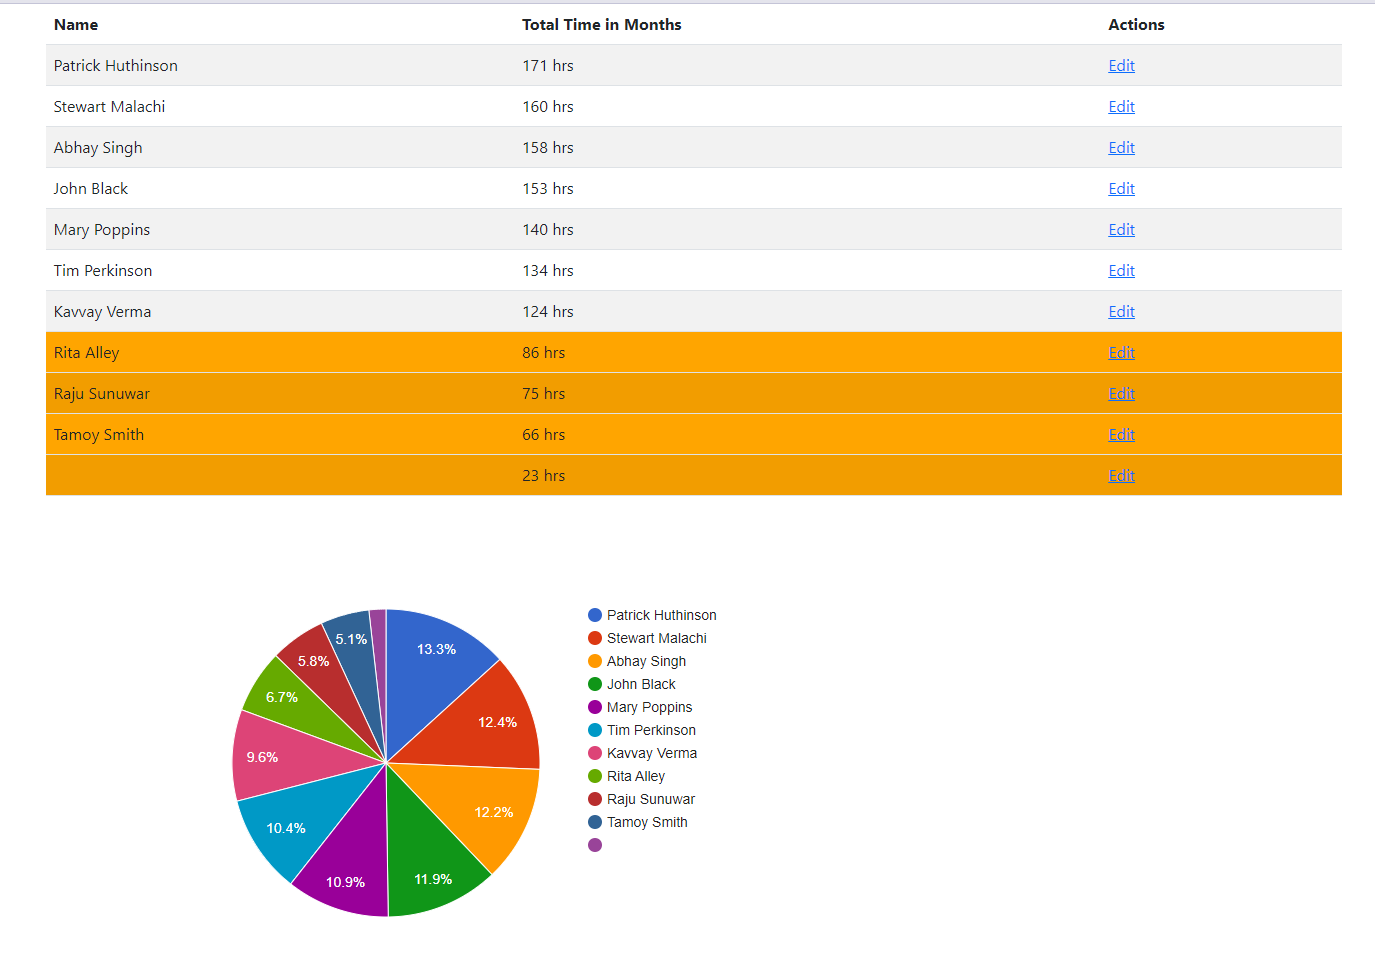 Name Total Time in Months Actions
Patrick Huthinson 171 hrs Edit
Stewart Malachi 160 hrs Edit
Abhay Singh 158 hrs Edit
John Black 153 hrs Edit
Mary Poppins 140 hrs Edit
Tim Perkinson 134 hrs Edit
Kavvay Verma 124 hrs Edit
Rita Alley 86 hrs Edit
Raju Sunuwar 75 hrs Edit
Tamoy Smith 66 hrs Edit
23 hrs Edit
13.3%
12.4%
12.2%
11.9%
10.9%
10.4%
9.6%
6.7%
5.8%
5.1%
Patrick Huthinson
Stewart Malachi
Abhay Singh
John Black
Mary Poppins
Tim Perkinson
Kavvay Verma
Rita Alley
Raju Sunuwar
Tamoy Smith